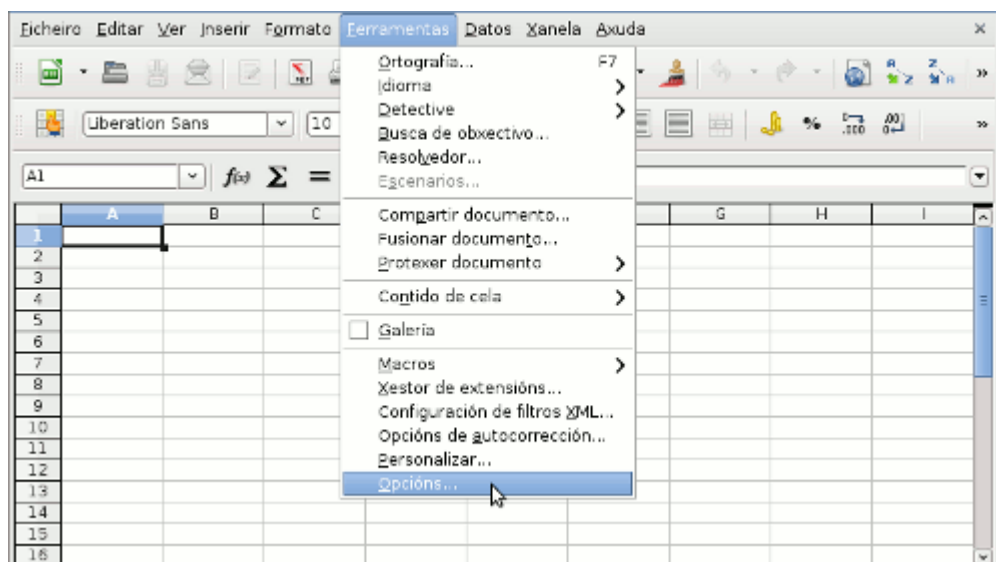 Eicheiro Editar Ver Inserir Formato Ferramentas Datos Xanela Axuda
Liberation Sans 10 % .000 .00
A1 f(x) Σ =
A B C G H I
1
2
3
4
5
6
7
8
9
10
11
12
13
14
15
16
Ortografía... F7
Idioma
Detective
Busca de obxectivo...
Resolvedor...
Escenarios...
Compartir documento...
Fusionar documento...
Protexer documento
Contido de cela
Galería
Macros
Xestor de extensións...
Configuración de filtros XML...
Opcións de autocorrección...
Personalizar...
Opcións...